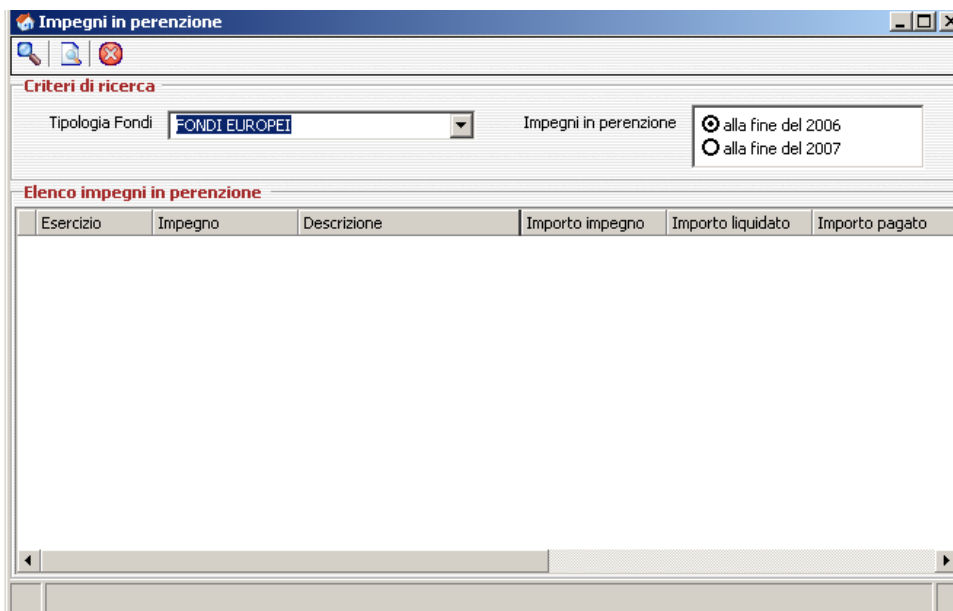 Impegni in perenzione
Criteri di ricerca
Tipologia Fondi FONDI EUROPEI Impegni in perenzione alla fine del 2006
alla fine del 2007
Elenco impegni in perenzione
Esercizio Impegno Descrizione Importo impegno Importo liquidato Importo pagato